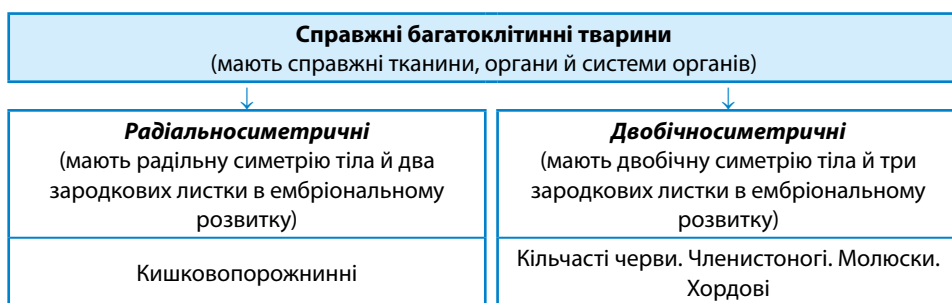 Справжні багатоклітинні тварини
(мають справжні тканини, органи й системи органів)
Радіальносиметричні
(мають радільну симетрію тіла й два
зародкових листки в ембріональному
розвитку)
Двобічносиметричні
(мають двобічну симетрію тіла й три
зародкових листки в ембріональному
розвитку)
Кишковопорожнинні
Кільчасті черви. Членистоногі. Молюски.
Хордові